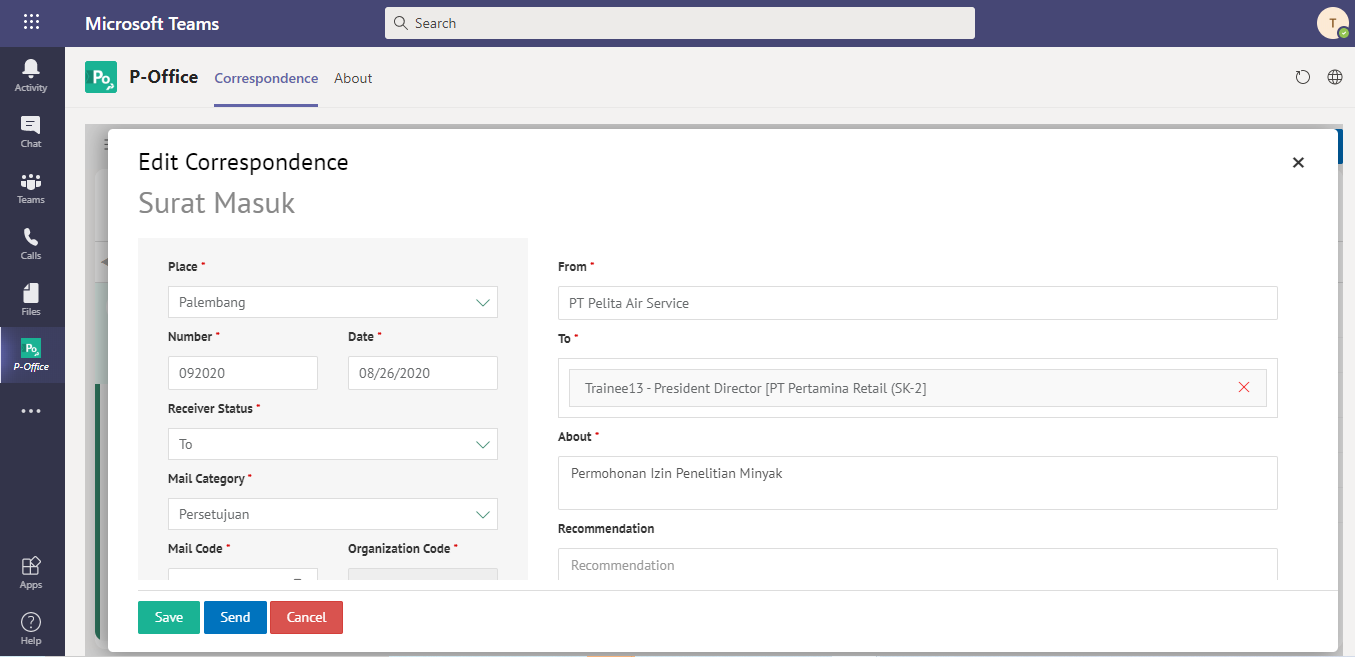 Microsoft Teams
Search
T
Activity
Chat
Teams
Calls
Files
P-Office
Apps
Help
Po
P-Office
Correspondence
About
Edit Correspondence
Surat Masuk
Place *
Palembang
Number *
Date *
092020
08/26/2020
Receiver Status *
To
Mail Category *
Persetujuan
Mail Code *
Organization Code *
From *
PT Pelita Air Service
To *
Trainee13 - President Director [PT Pertamina Retail (SK-2]
About *
Permohonan Izin Penelitian Minyak
Recommendation
Recommendation
Save
Send
Cancel